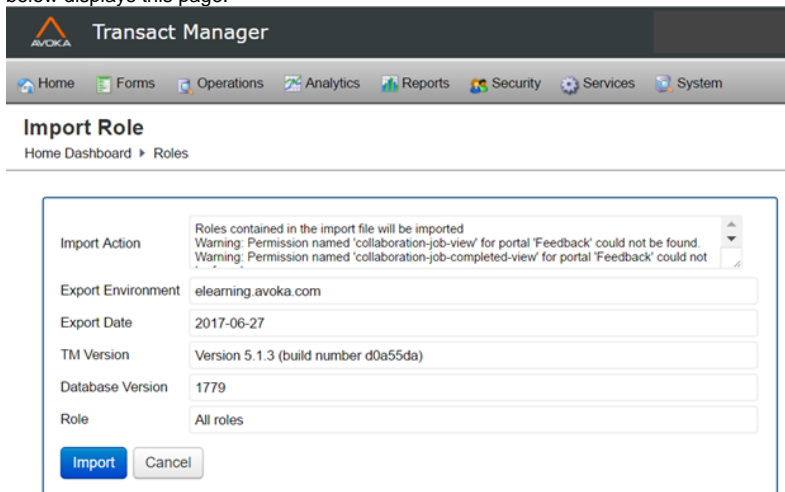 below displays this page.
AVOKA
Transact Manager
Home Forms Operations Analytics Reports Security Services System
Import Role
Home Dashboard Roles
Import Action
Roles contained in the import file will be imported
Warning: Permission named 'collaboration-job-view' for portal 'Feedback' could not be found.
Warning: Permission named 'collaboration-job-completed-view' for portal 'Feedback' could not
Export Environment elearning.avoka.com
Export Date 2017-06-27
TM Version Version 5.1.3 (build number d0a55da)
Database Version 1779
Role All roles
Import Cancel